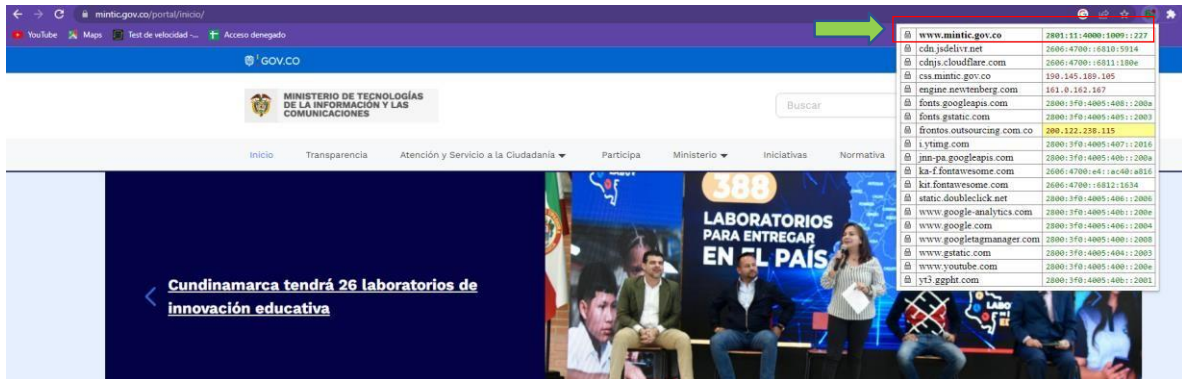 mintic.gov.co/portal/inicio/
YouTube Maps Test de velocidad -... Acceso denegado
GOV.CO
MINISTERIO DE TECNOLOGÍAS
DE LA INFORMACIÓN Y LAS
COMUNICACIONES
Buscar
Inicio Transparencia Atención y Servicio a la Ciudadanía Participa Ministerio Iniciativas Normativa
Cundinamarca tendrá 26 laboratorios de
innovación educativa
388
LABORATORIOS
PARA ENTREGAR
EN EL PAÍS
www.mintic.gov.co 2801:11:4000:1009::227
cdn.jsdelivr.net 2606:4700::6810:5914
cdnjs.cloudflare.com 2606:4700::6811:180e
css.mintic.gov.co 190.145.189.105
engine.newtenberg.com 161.0.162.167
fonts.googleapis.com 2800:3f0:4005:408::200a
fonts.gstatic.com 2800:3f0:4005:405::2003
frontos.outsourcing.com.co 200.122.238.115
i.ytimg.com 2800:3f0:4005:407::2016
jnn-pa.googleapis.com 2800:3f0:4005:40b::200a
ka-f.fontawesome.com 2606:4700:e4::ac40:a816
kit.fontawesome.com 2606:4700::6812:1634
static.doubleclick.net 2800:3f0:4005:406::2006
www.google-analytics.com 2800:3f0:4005:40b::200e
www.google.com 2800:3f0:4005:406::2004
www.googletagmanager.com 2800:3f0:4005:400::2008
www.gstatic.com 2800:3f0:4005:404::2003
www.youtube.com 2800:3f0:4005:400::200e
yt3.ggpht.com 2800:3f0:4005:40b::2001